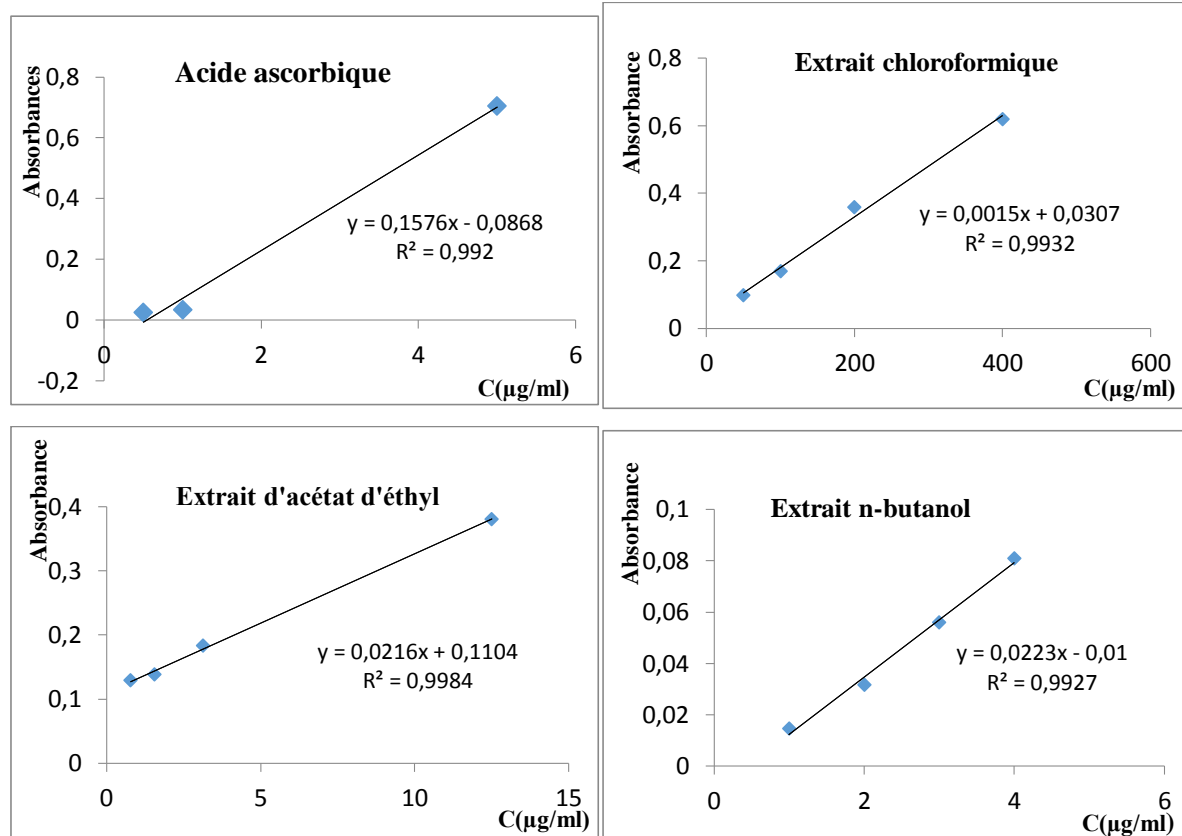 Acide ascorbique
Absorbances
0,8
0,6
0,4
0,2
0
-0,2
y = 0,1576x - 0,0868
R² = 0,992
0
2
4
6
C(µg/ml)
Extrait chloroformique
Absorbance
0,8
0,6
0,4
0,2
0
y = 0,0015x + 0,0307
R² = 0,9932
0
200
400
600
C(µg/ml)
Extrait d'acétat d'éthyl
Absorbance
0,4
0,3
0,2
0,1
0
y = 0,0216x + 0,1104
R² = 0,9984
0
5
10
15
C(µg/ml)
Extrait n-butanol
Absorbance
0,1
0,08
0,06
0,04
0,02
0
y = 0,0223x - 0,01
R² = 0,9927
0
2
4
6
C(µg/ml)